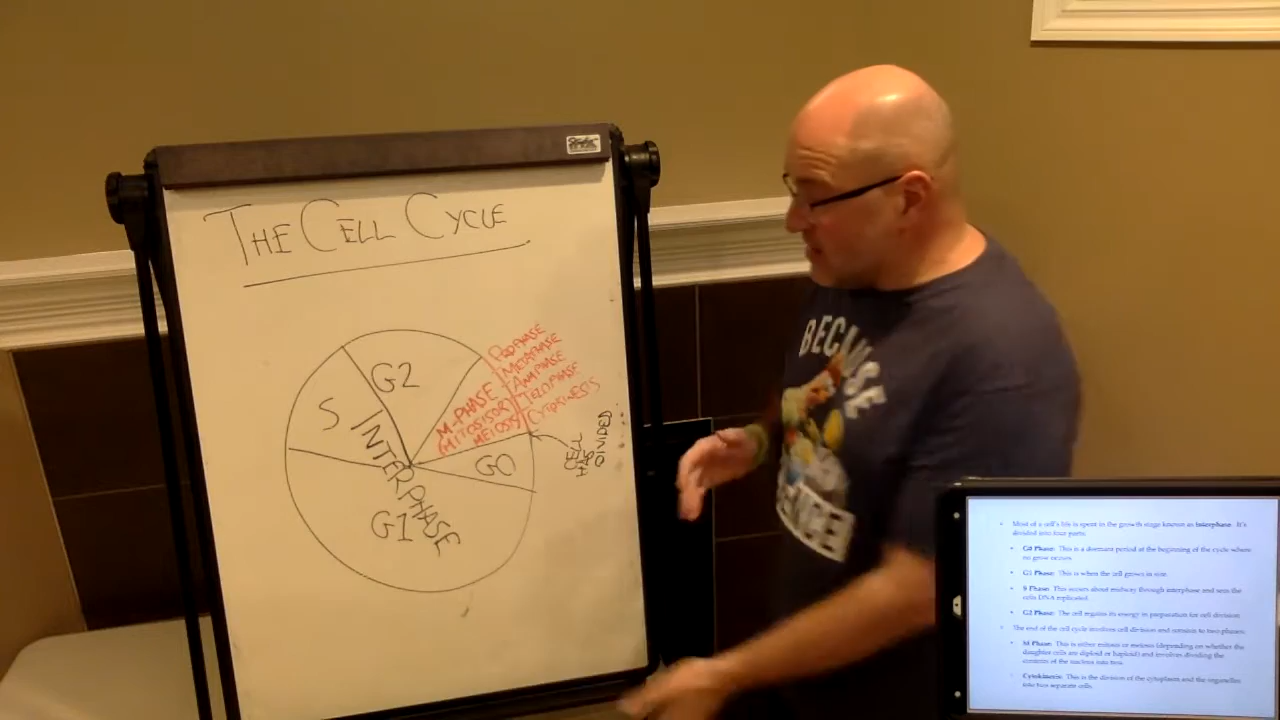 THE CELL CYCLE
G2
S
INTERPHASE
G1
G0
M-PHASE
(MITOSIS OR
MEIOSIS)
PROPHASE
METAPHASE
ANAPHASE
TELOPHASE
CYTOKINESIS
CELL
HAS
DIVIDED
BECAUSE
• Most of a cell's life is spent in the growth stage known as Interphase. It's
divided into four parts:
• G0 Phase: This is a dormant period at the beginning of the cycle where
no growth occurs.
• G1 Phase: This is when the cell grows in size.
• S Phase: This occurs about midway through interphase and sees the
cells DNA replicated.
• G2 Phase: The cell regains its energy in preparation for cell division.
• The end of the cell cycle involves cell division and consists to two phases:
• M Phase: This is either mitosis or meiosis (depending on whether the
daughter cells are diploid or haploid) and involves dividing the
contents of the nucleus into two.
• Cytokinesis: This is the division of the cytoplasm and the organelles
into two separate cells.